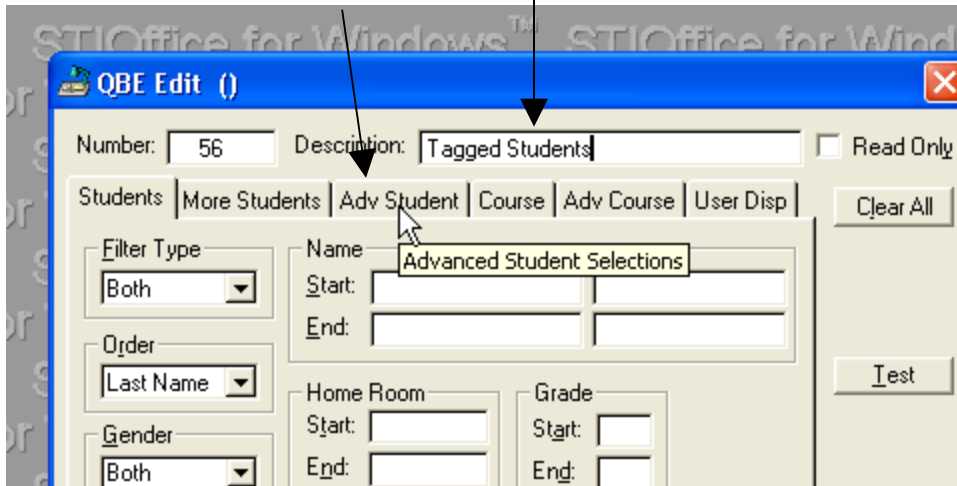 STIOffice for Windows™ STIOffice for Wind
QBE Edit ()
Number: 56 Description: Tagged Students Read Only
Students More Students Adv Student Course Adv Course User Disp Clear All
Filter Type Name
Advanced Student Selections
Both Start:
End:
Order
Last Name Test
Home Room Grade
Start: Start:
Gender
Both End: End: